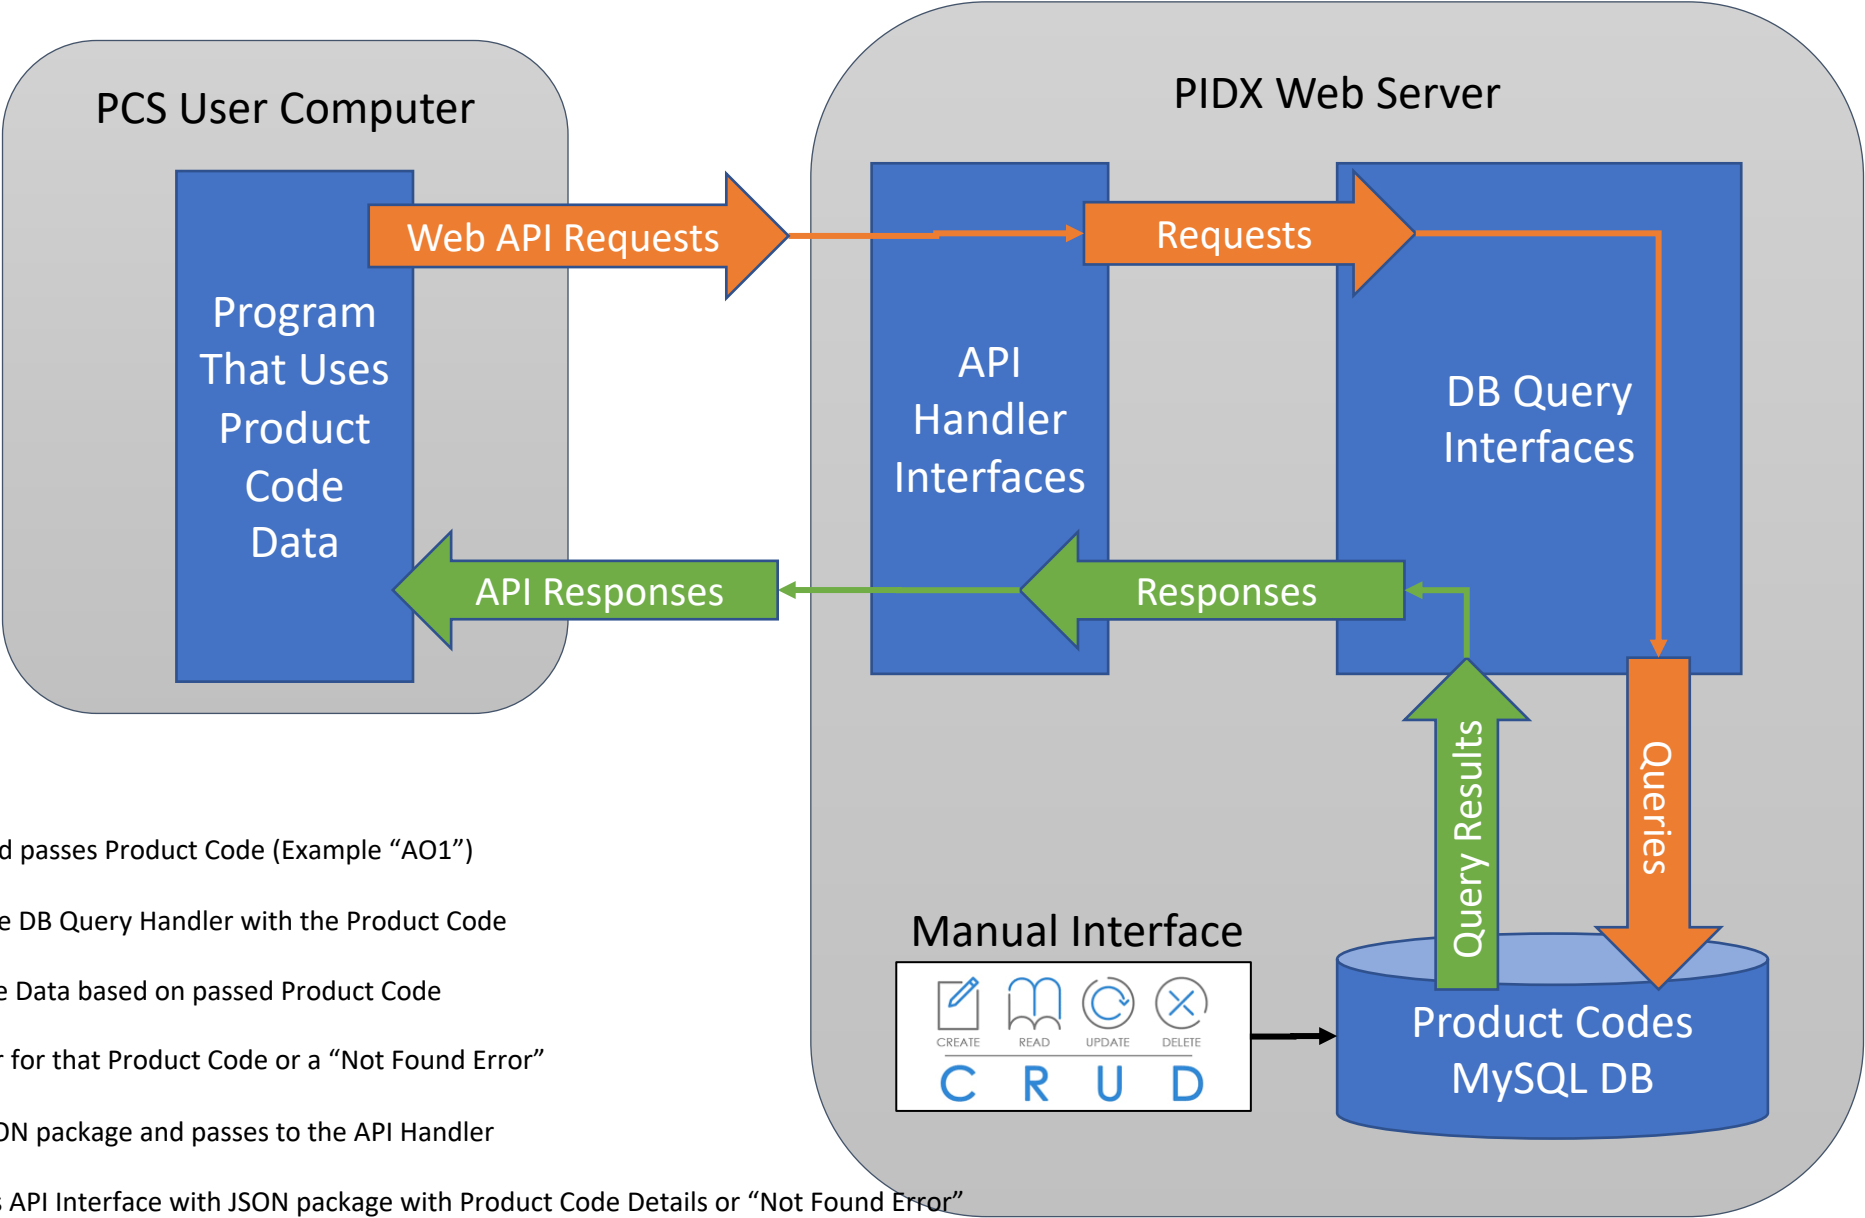 PCS User Computer
PIDX Web Server
Web API Requests
Requests
Program
That Uses
Product
Code
Data
API
Handler
Interfaces
DB Query
Interfaces
API Responses
Responses
Query Results
Queries
d passes Product Code (Example “AO1”)
e DB Query Handler with the Product Code
e Data based on passed Product Code
r for that Product Code or a “Not Found Error”
ON package and passes to the API Handler
s API Interface with JSON package with Product Code Details or “Not Found Error”
Manual Interface
CREATE READ UPDATE DELETE
C R U D
Product Codes
MySQL DB